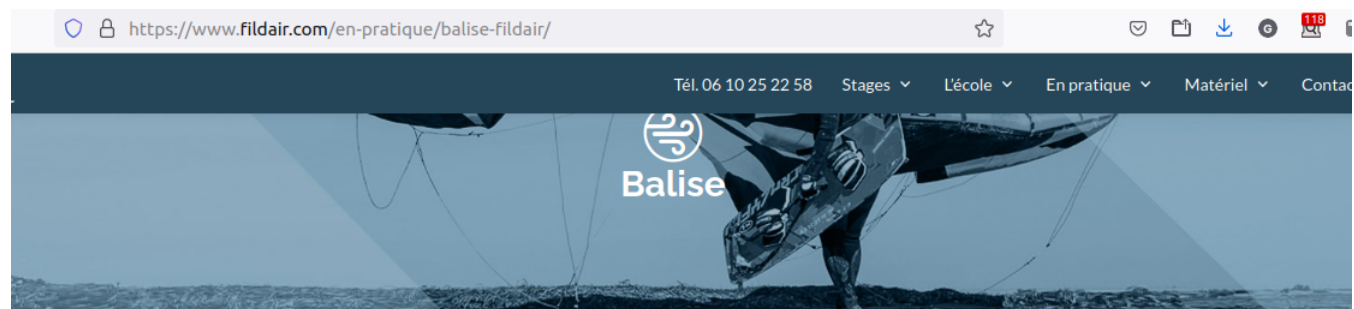 https://www.fildair.com/en-pratique/balise-fildair/
G
118
Tél. 06 10 25 22 58 Stages L'école En pratique Matériel Contac
Balise